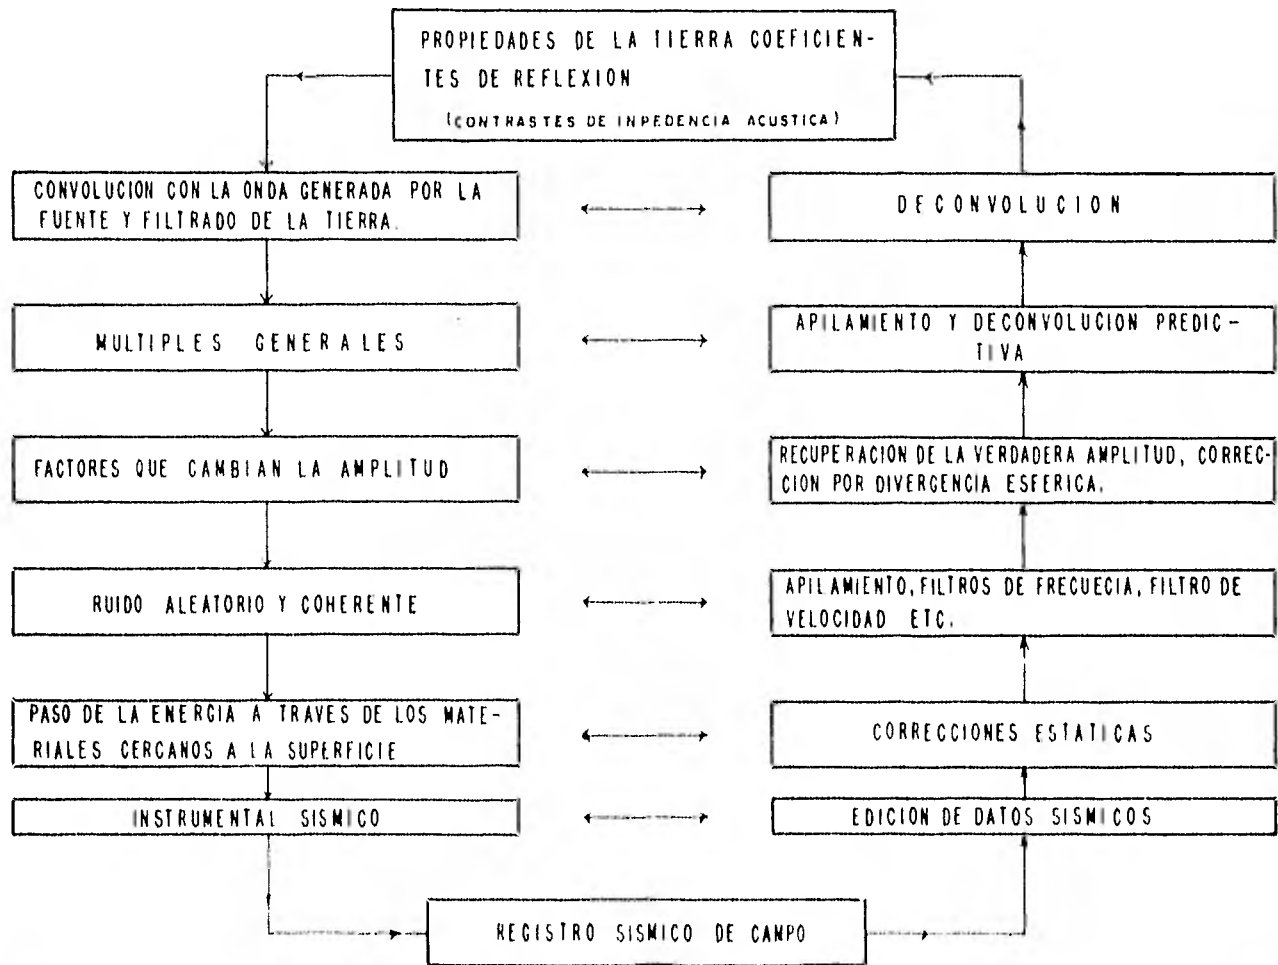 PROPIEDADES DE LA TIERRA COEFICIEN-
TES DE REFLEXION
(CONTRASTES DE INPEDENCIA ACUSTICA)
CONVOLUCION CON LA ONDA GENERADA POR LA
FUENTE Y FILTRADO DE LA TIERRA.
DECONVOLUCION
MULTIPLES GENERALES
APILAMIENTO Y DECONVOLUCION PREDIC-
TIVA
FACTORES QUE CAMBIAN LA AMPLITUD
RECUPERACION DE LA VERDADERA AMPLITUD, CORREC-
CION POR DIVERGENCIA ESFERICA.
RUIDO ALEATORIO Y COHERENTE
APILAMIENTO, FILTROS DE FRECUECIA, FILTRO DE
VELOCIDAD ETC.
PASO DE LA ENERGIA A TRAVES DE LOS MATE-
RIALES CERCANOS A LA SUPERFICIE
CORRECCIONES ESTATICAS
INSTRUMENTAL SISMICO
EDICION DE DATOS SISMICOS
REGISTRO SISMICO DE CAMPO